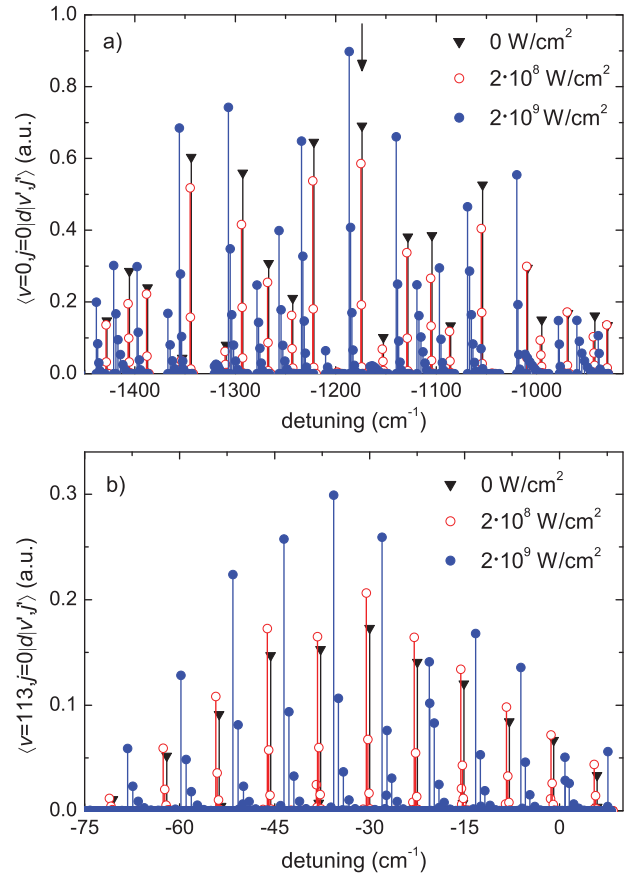 a)
0 W/cm²
2·10⁸ W/cm²
2·10⁹ W/cm²
⟨v=0,j=0|d|v',j'⟩ (a.u.)
1.0
0.8
0.6
0.4
0.2
0.0
-1400 -1300 -1200 -1100 -1000
detuning (cm⁻¹)
b)
0 W/cm²
2·10⁸ W/cm²
2·10⁹ W/cm²
⟨v=113,j=0|d|v',j'⟩ (a.u.)
0.3
0.2
0.1
0.0
-75 -60 -45 -30 -15 0
detuning (cm⁻¹)